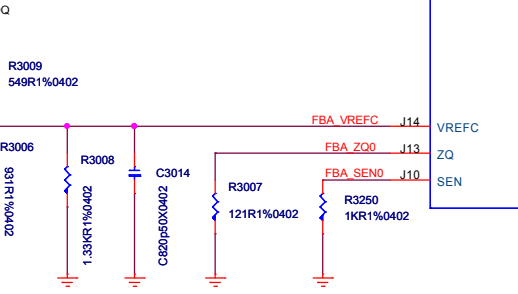 Q
R3009
549R1%0402
FBA_VREFC
J14
VREFC
R3006
931R1%0402
R3008
1.33KR1%0402
C3014
C820p50X0402
FBA_ZQ0
J13
ZQ
FBA_SEN0
J10
SEN
R3007
121R1%0402
R3250
1KR1%0402